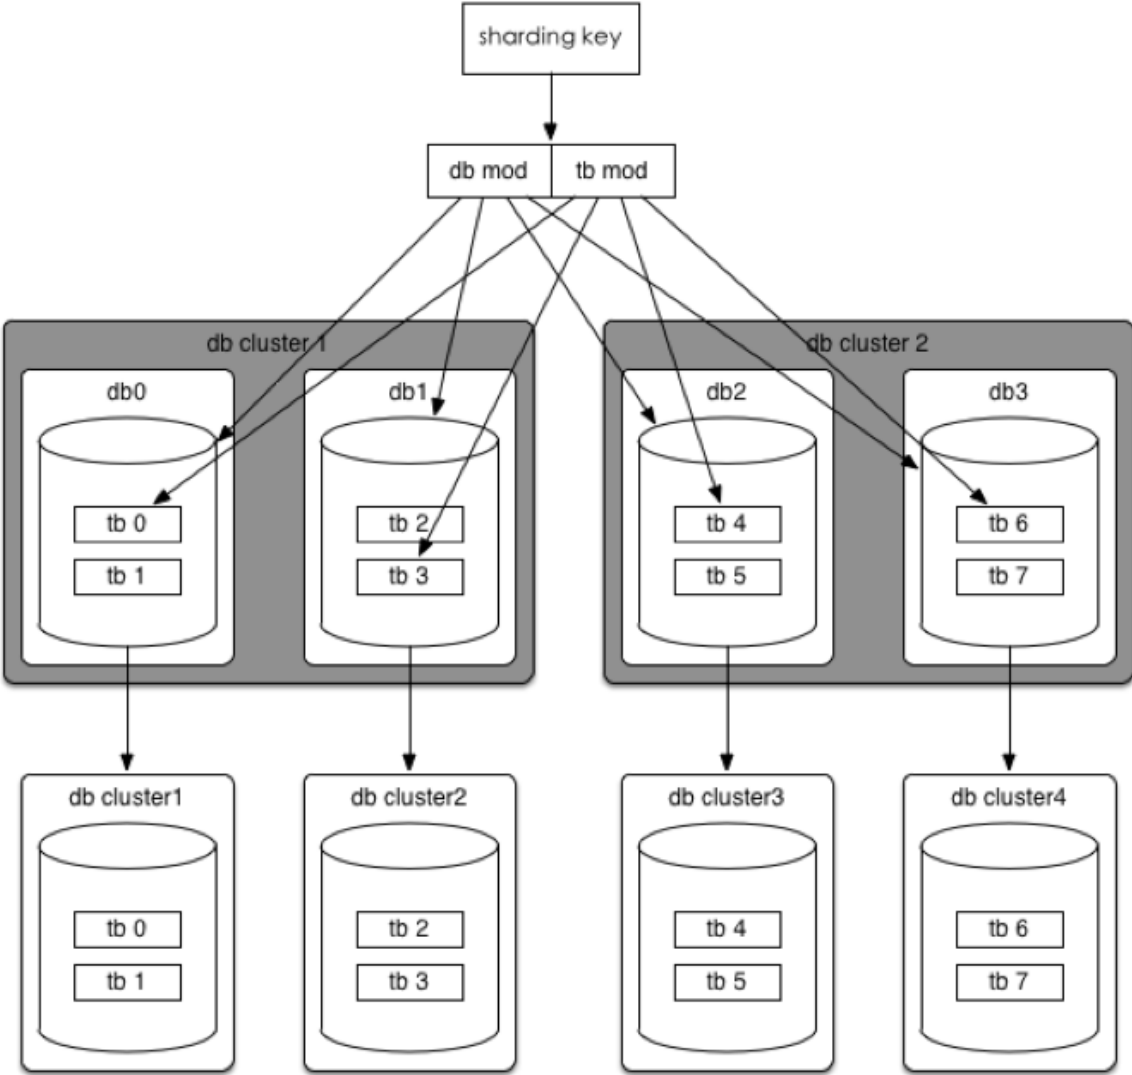 sharding key
db mod
tb mod
db cluster 1
db cluster 2
db0
db1
db2
db3
tb 0
tb 2
tb 4
tb 6
tb 1
tb 3
tb 5
tb 7
db cluster1
db cluster2
db cluster3
db cluster4
tb 0
tb 2
tb 4
tb 6
tb 1
tb 3
tb 5
tb 7